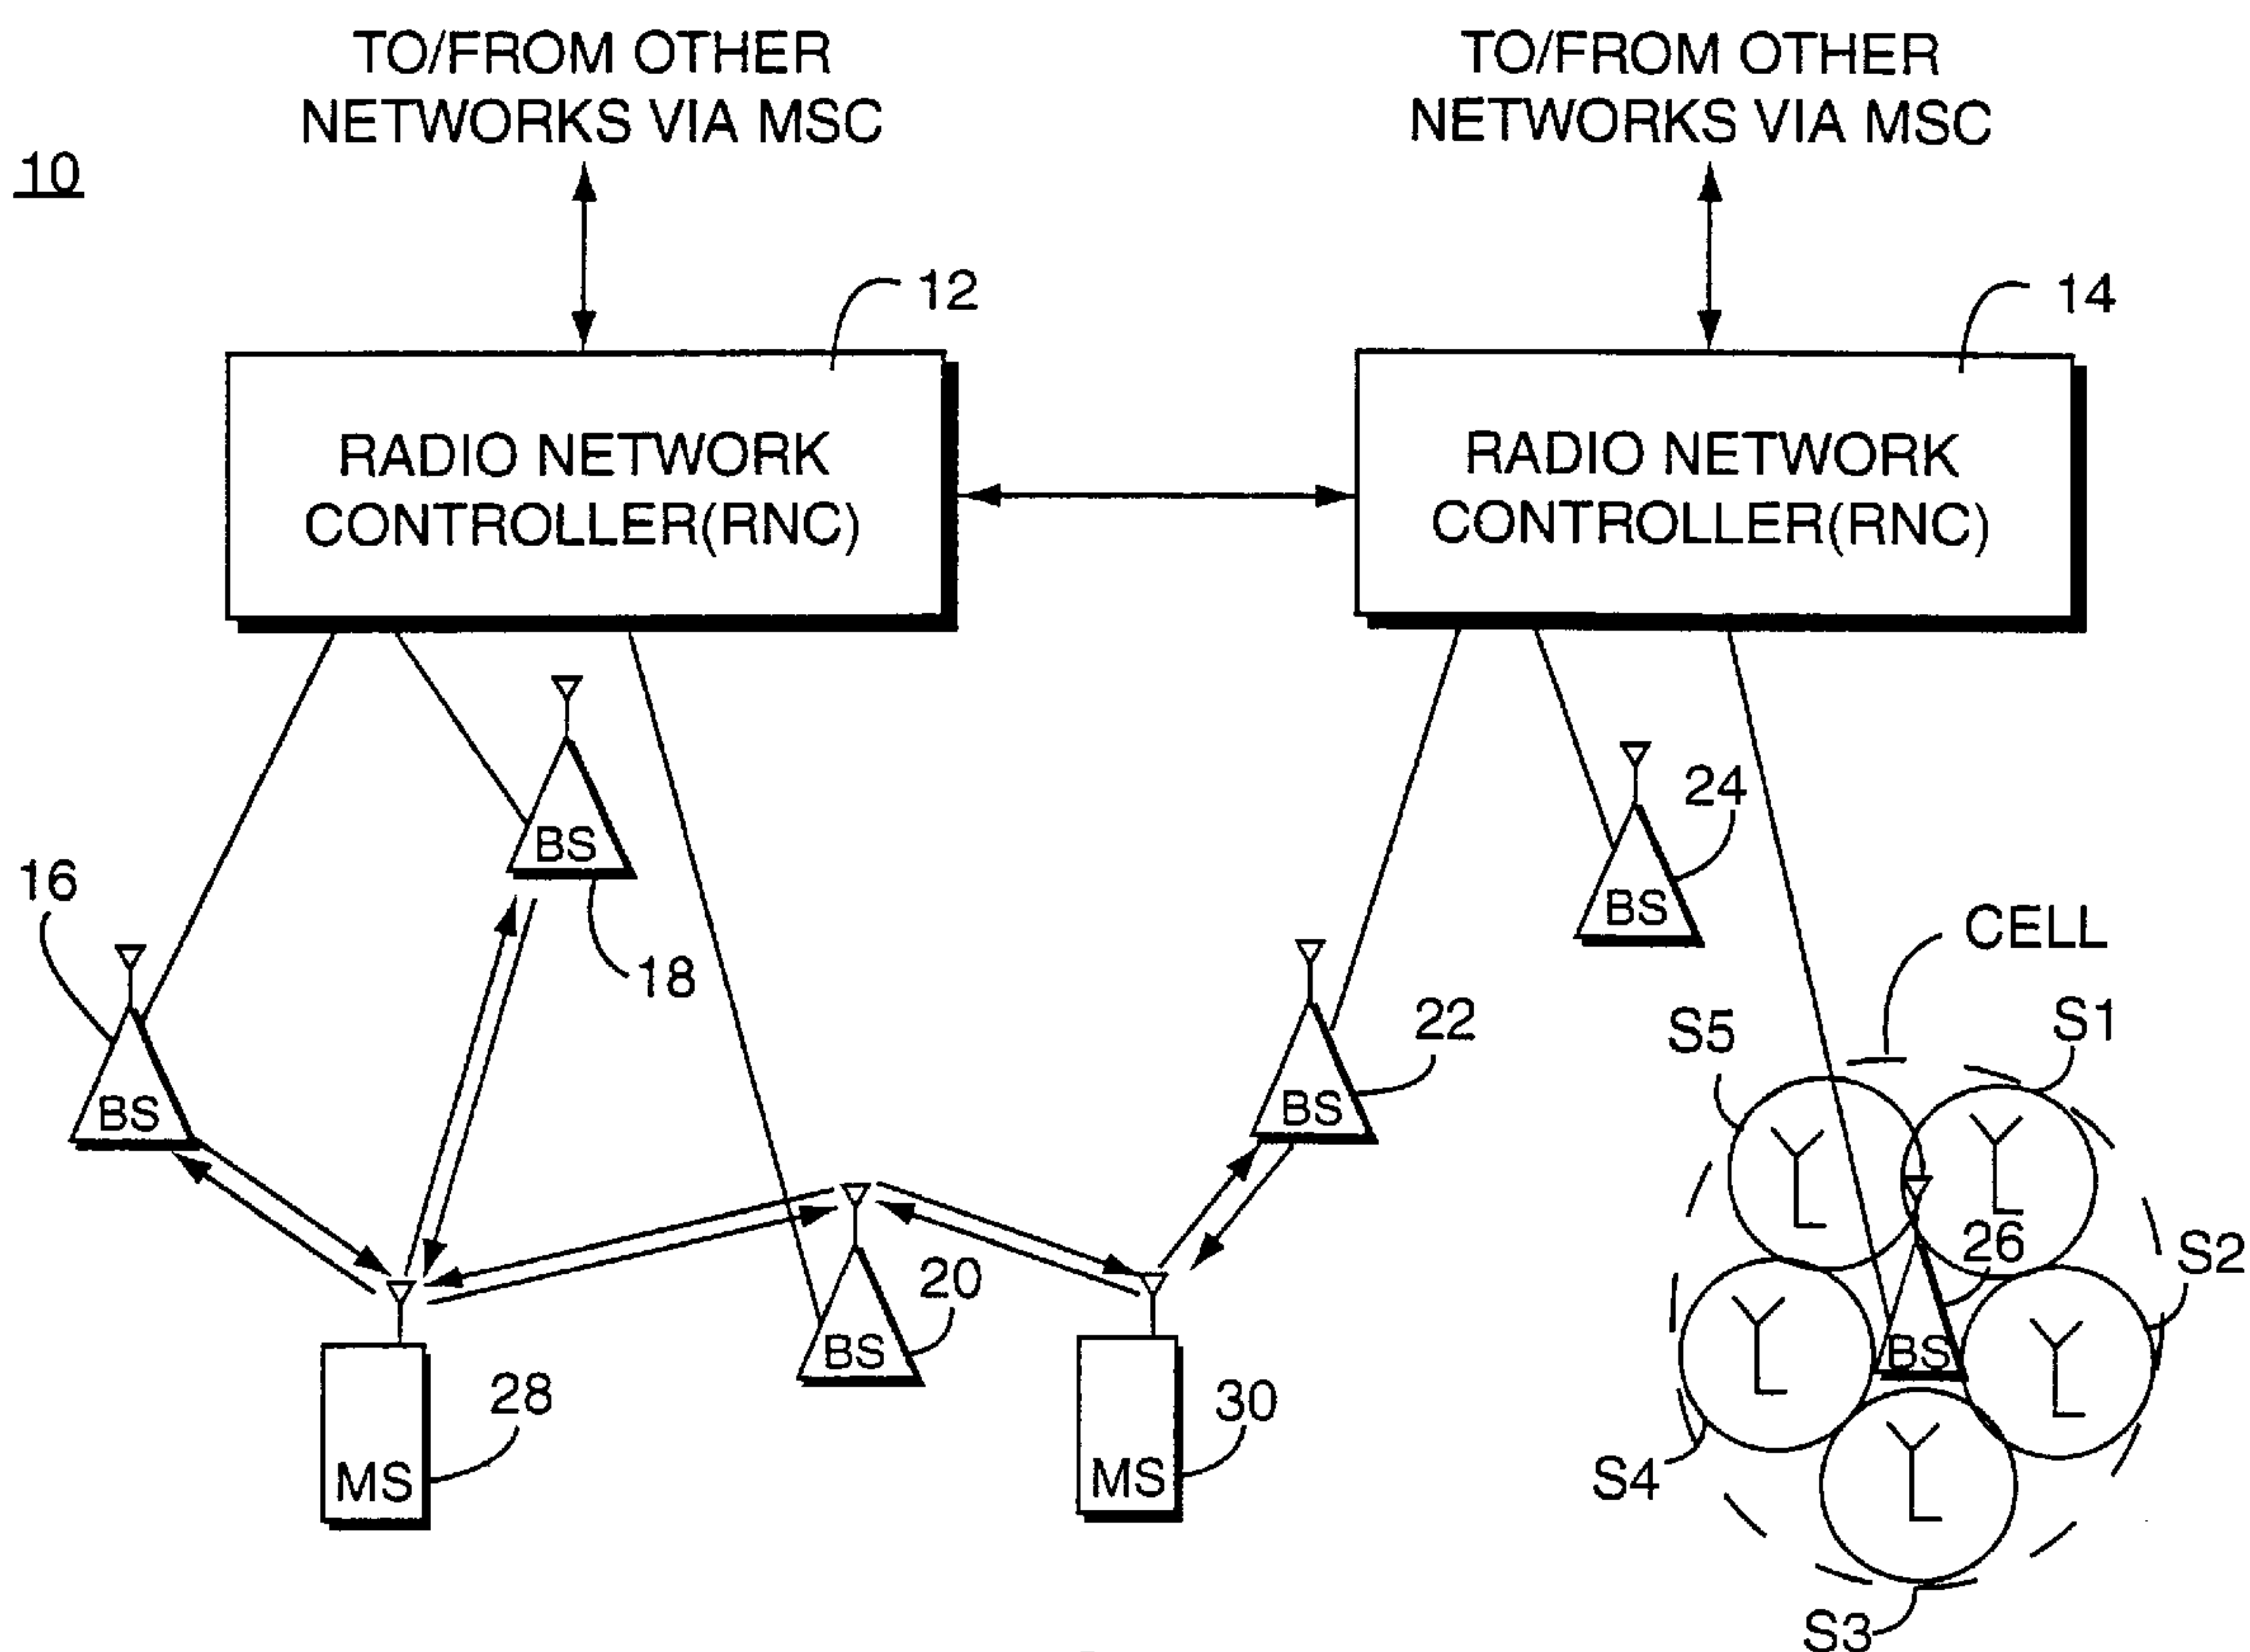 TO/FROM OTHER
NETWORKS VIA MSC
TO/FROM OTHER
NETWORKS VIA MSC
10
12
14
RADIO NETWORK
CONTROLLER(RNC)
RADIO NETWORK
CONTROLLER(RNC)
24
BS
16
BS
CELL
18
22
S5
S1
BS
BS
26
S2
20
BS
BS
28
30
S4
MS
MS
S3